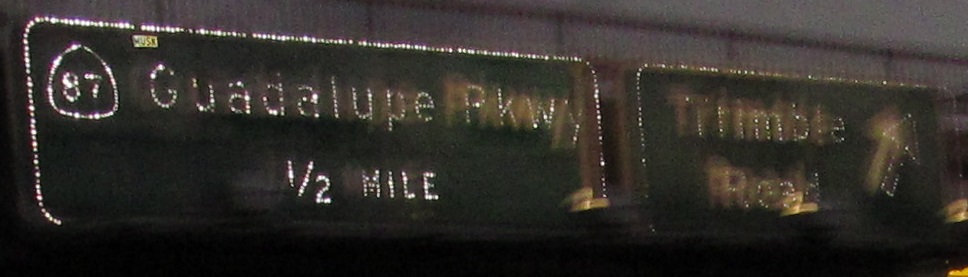 87 Guadalupe Pkwy
1/2 MILE
Trimble
Road